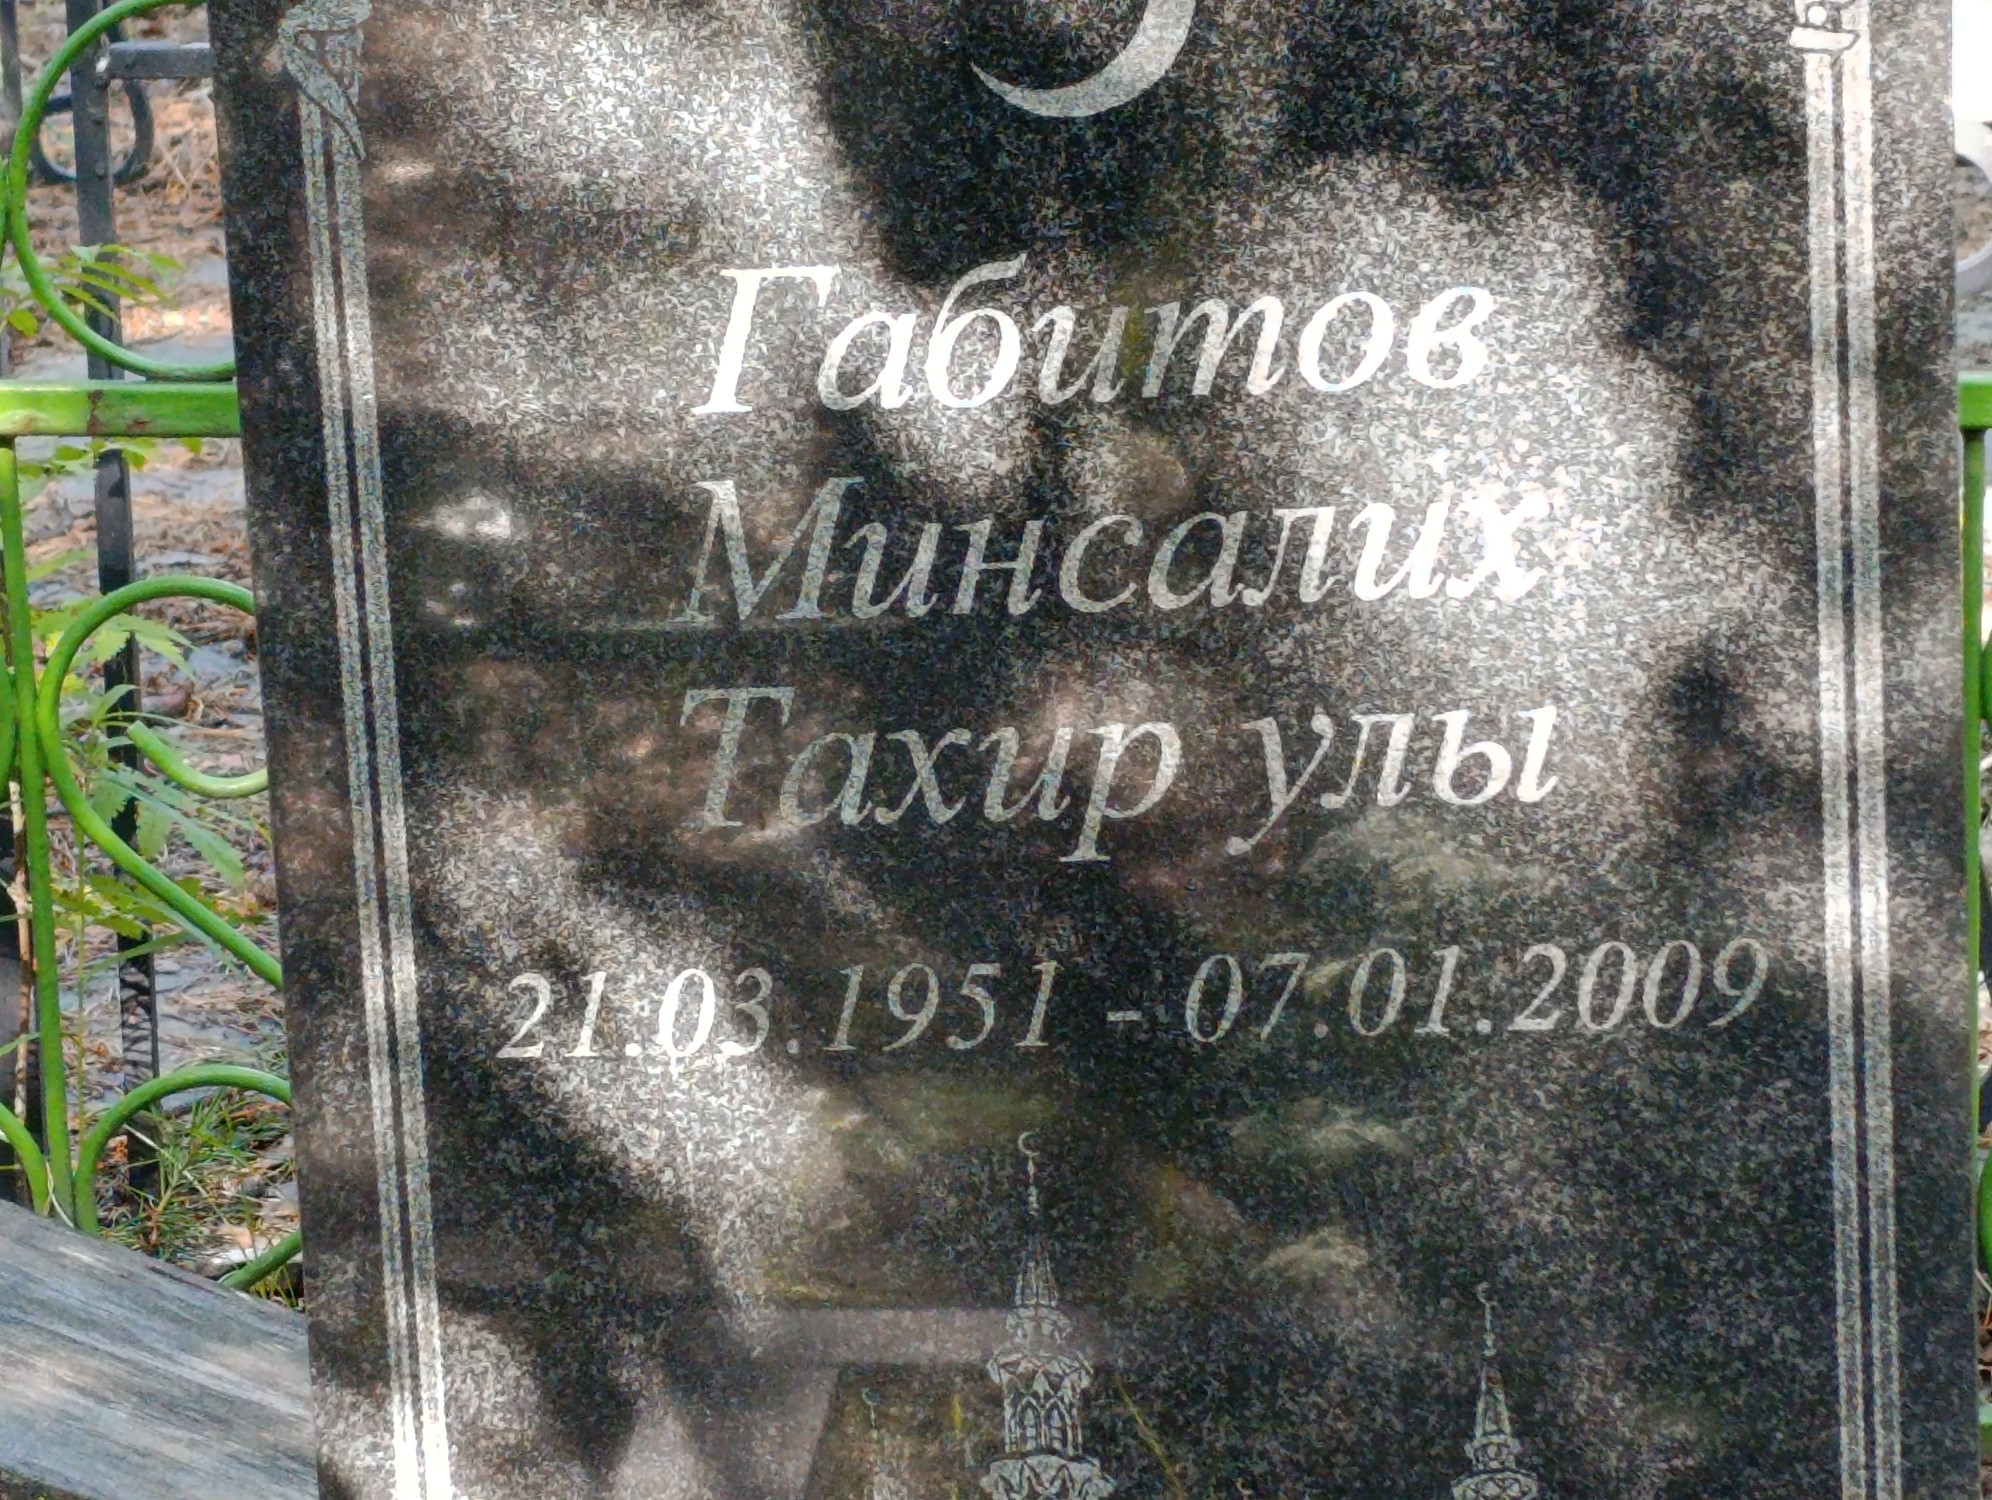 Габитов
Минсалих
Тахир улы
21.03.1951 - 07.01.2009